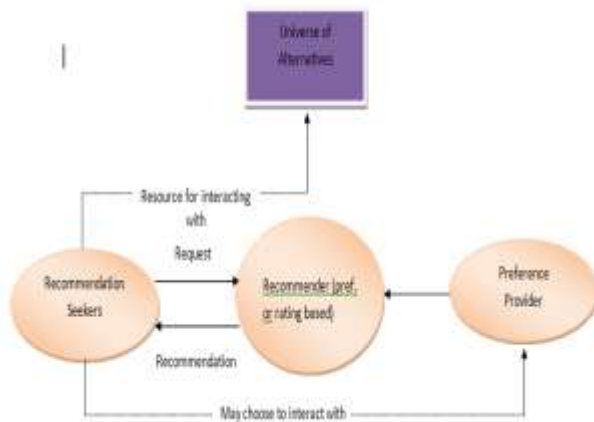 Universe of
Alternatives
Resource for interacting
with
Request
Recommendation
Seekers
Recommender (pref.
or rating based)
Preference
Provider
Recommendation
May choose to interact with